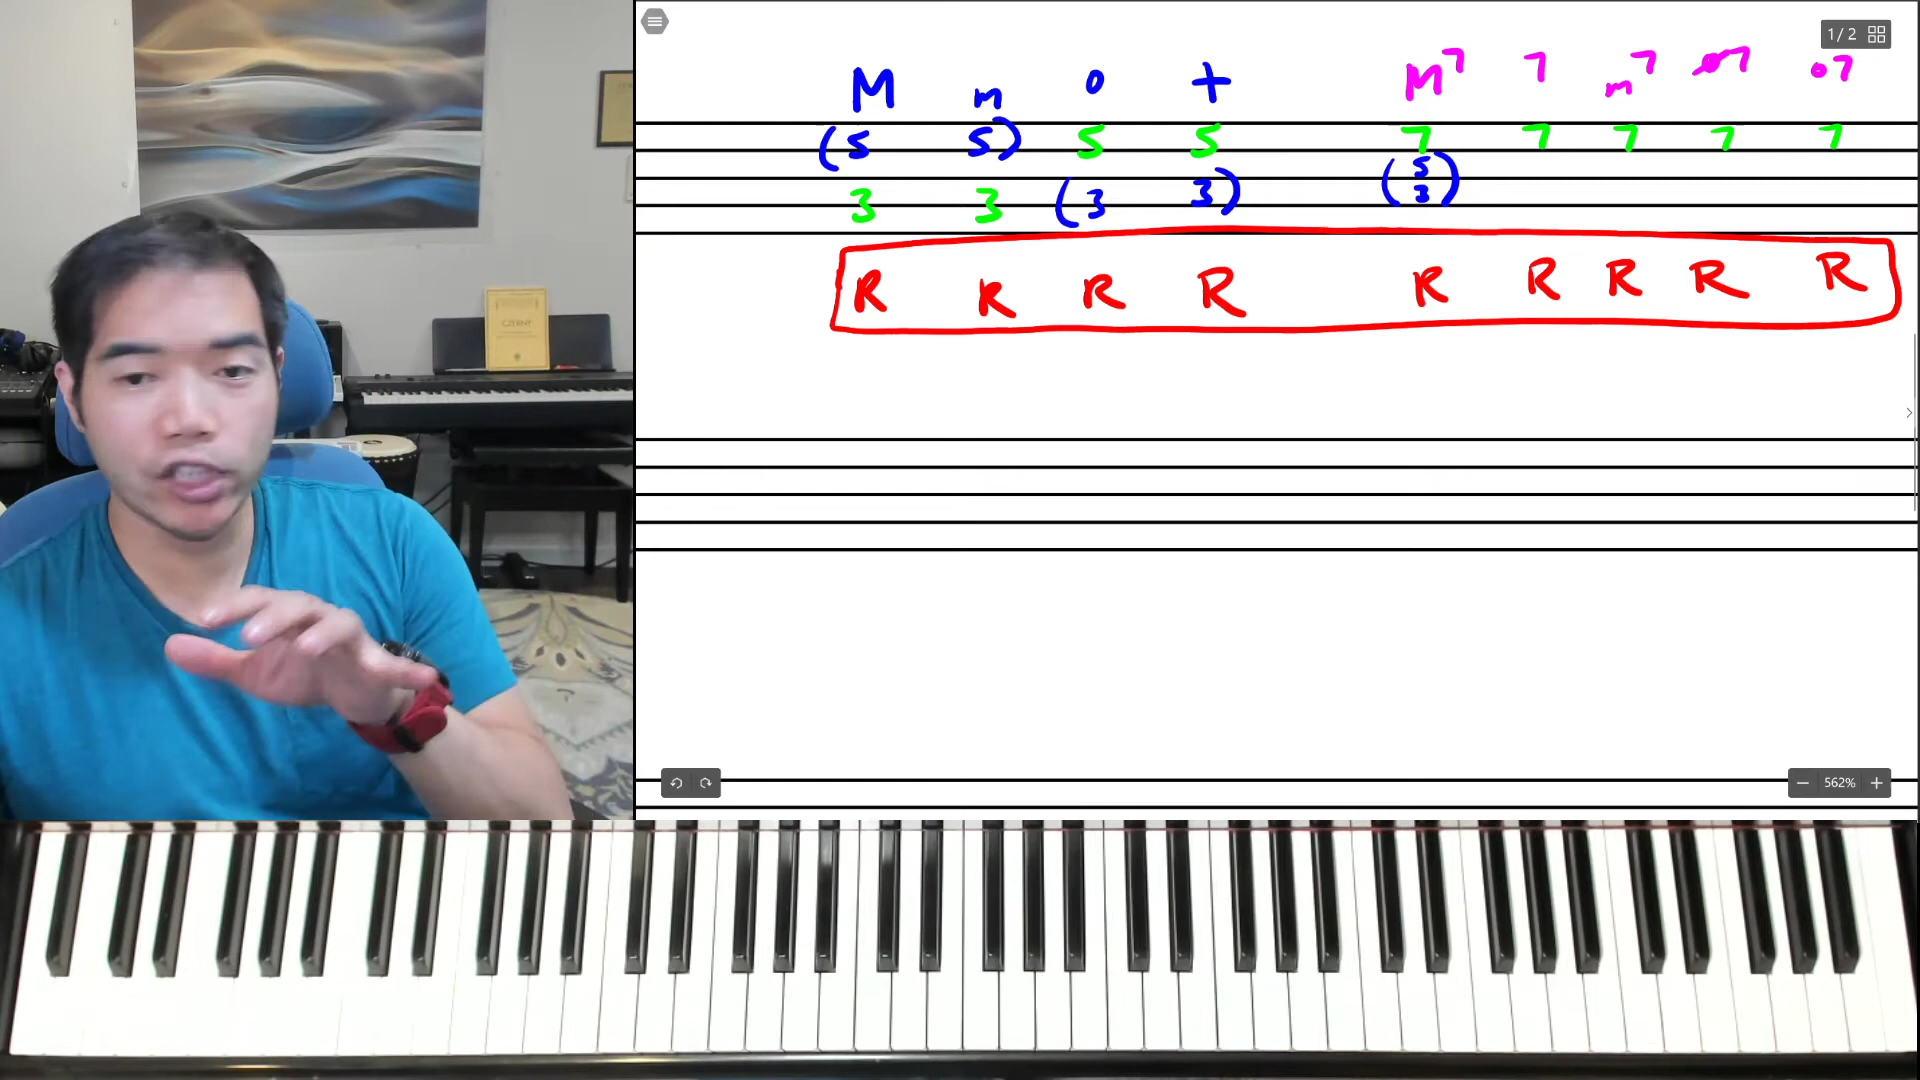 1/2
M m o + M7 7 m7 ø7 o7
(5 5) 5 5 7 7 7 7 7
3 3 (3 3) (5 3)
R R R R R R R R R
CZERNY
562%